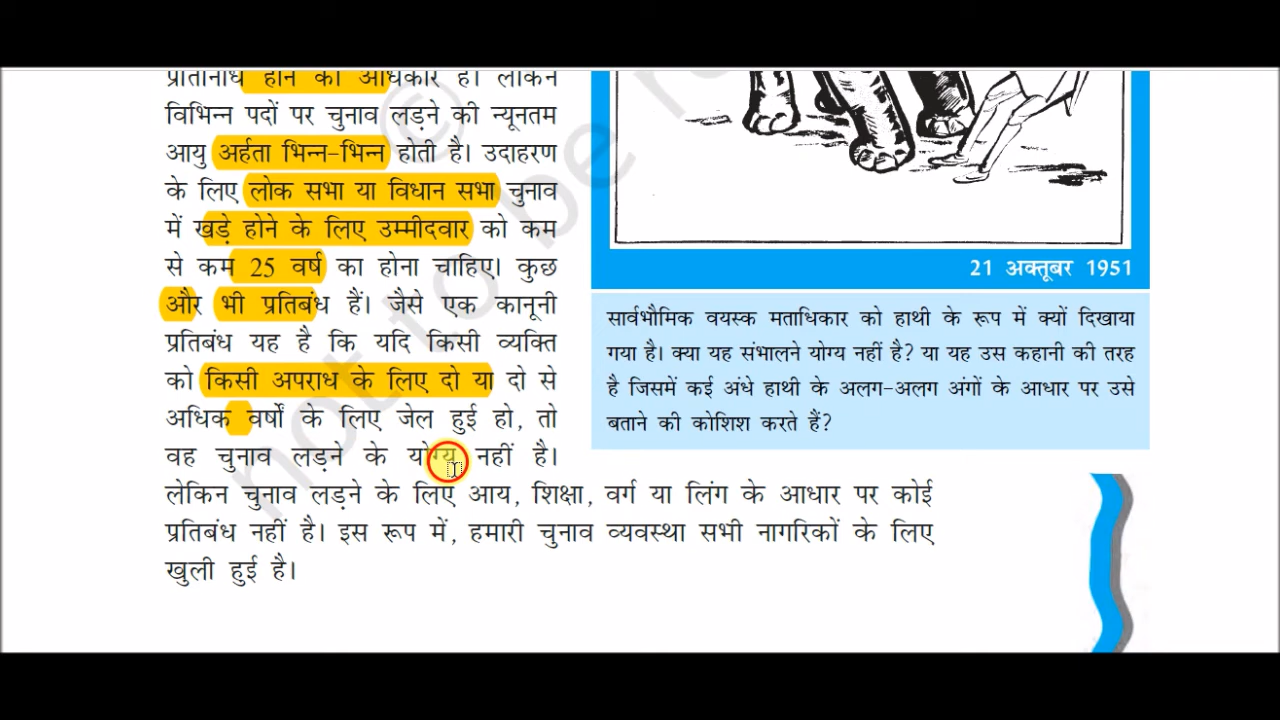 प्रतिनिधि होने का अधिकार है। लेकिन
विभिन्न पदों पर चुनाव लड़ने की न्यूनतम
आयु अर्हता भिन्न-भिन्न होती है। उदाहरण
के लिए लोक सभा या विधान सभा चुनाव
में खड़े होने के लिए उम्मीदवार को कम
से कम 25 वर्ष का होना चाहिए। कुछ
और भी प्रतिबंध हैं। जैसे एक कानूनी
प्रतिबंध यह है कि यदि किसी व्यक्ति
को किसी अपराध के लिए दो या दो से
अधिक वर्षों के लिए जेल हुई हो, तो
वह चुनाव लड़ने के योग्य नहीं है।
लेकिन चुनाव लड़ने के लिए आय, शिक्षा, वर्ग या लिंग के आधार पर कोई
प्रतिबंध नहीं है। इस रूप में, हमारी चुनाव व्यवस्था सभी नागरिकों के लिए
खुली हुई है।
21 अक्तूबर 1951
सार्वभौमिक वयस्क मताधिकार को हाथी के रूप में क्यों दिखाया
गया है। क्या यह संभालने योग्य नहीं है? या यह उस कहानी की तरह
है जिसमें कई अंधे हाथी के अलग-अलग अंगों के आधार पर उसे
बताने की कोशिश करते हैं?
©
not to be r